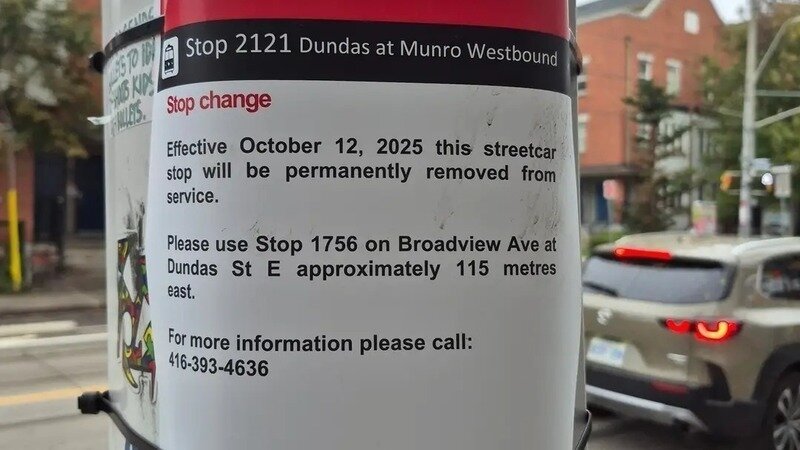 Stop 2121 Dundas at Munro Westbound
Stop change
Effective October 12, 2025 this streetcar
stop will be permanently removed from
service.
Please use Stop 1756 on Broadview Ave at
Dundas St E approximately 115 metres
east.
For more information please call:
416-393-4636